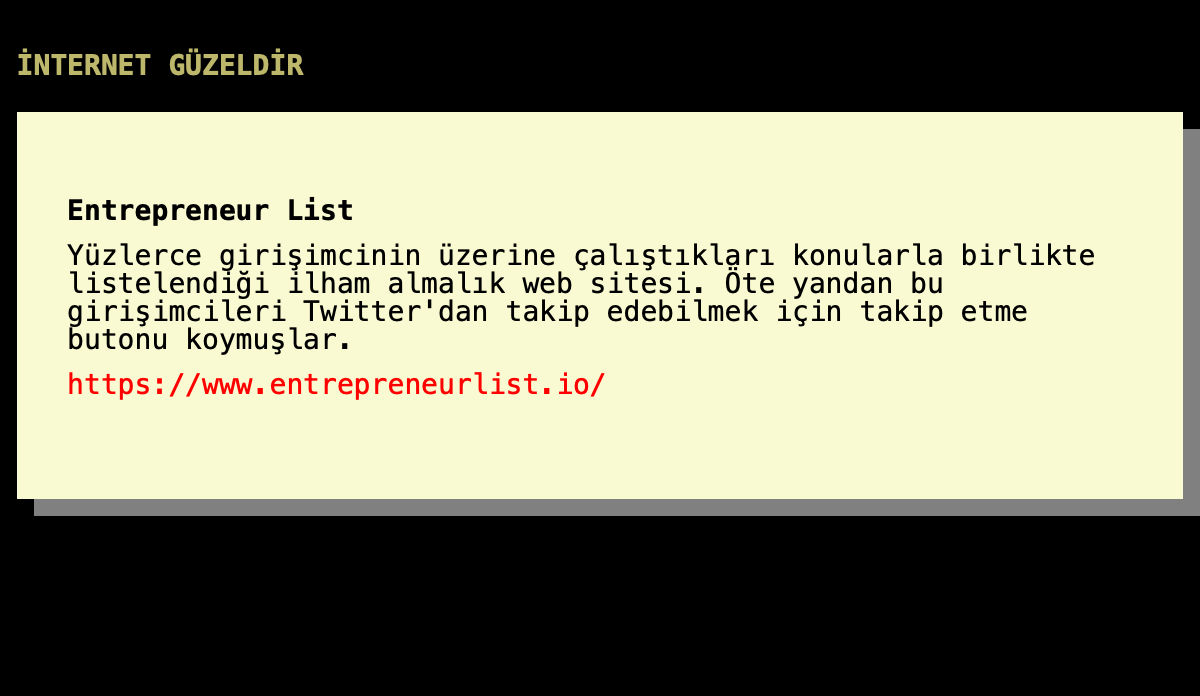 İNTERNET GÜZELDİR
Entrepreneur List
Yüzlerce girişimcinin üzerine çalıştıkları konularla birlikte
listelendiği ilham almalık web sitesi. Öte yandan bu
girişimcileri Twitter'dan takip edebilmek için takip etme
butonu koymuşlar.
https://www.entrepreneurlist.io/